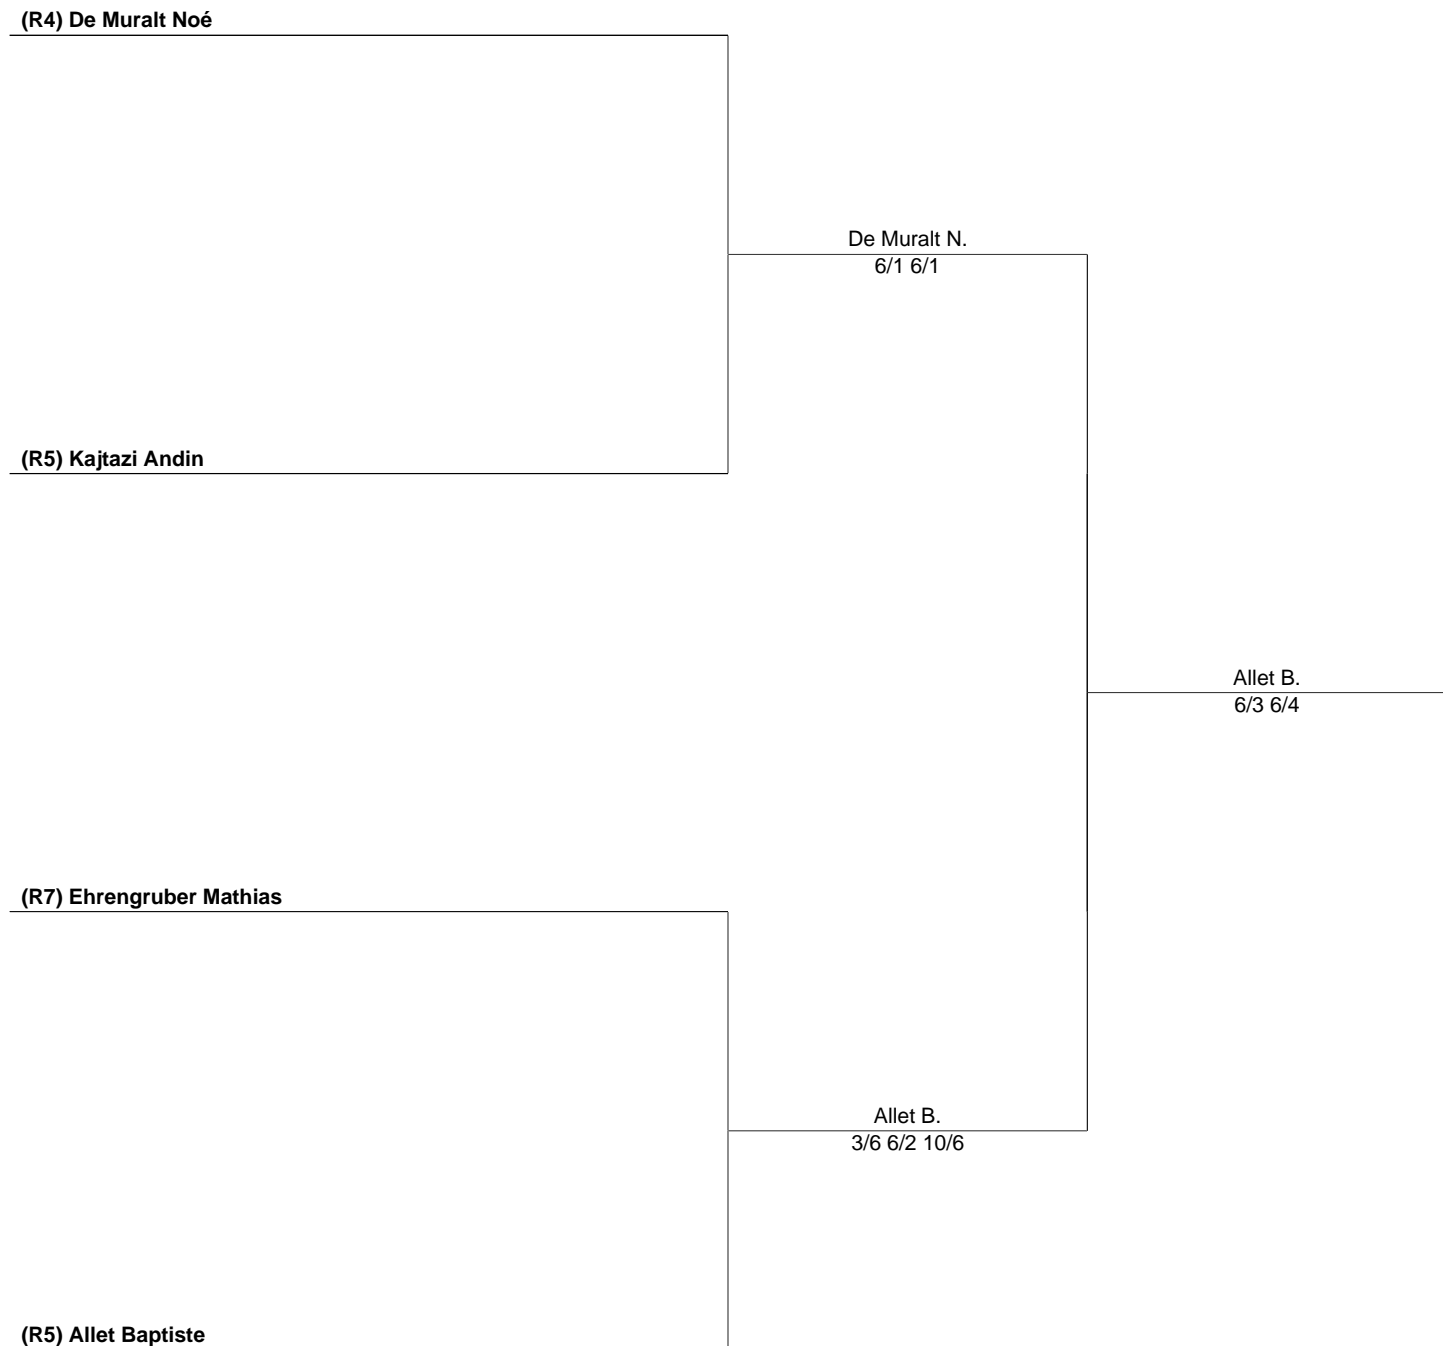 (R4) De Muralt Noé
De Muralt N.
6/1 6/1
(R5) Kajtazi Andin
Allet B.
6/3 6/4
(R7) Ehrengruber Mathias
Allet B.
3/6 6/2 10/6
(R5) Allet Baptiste